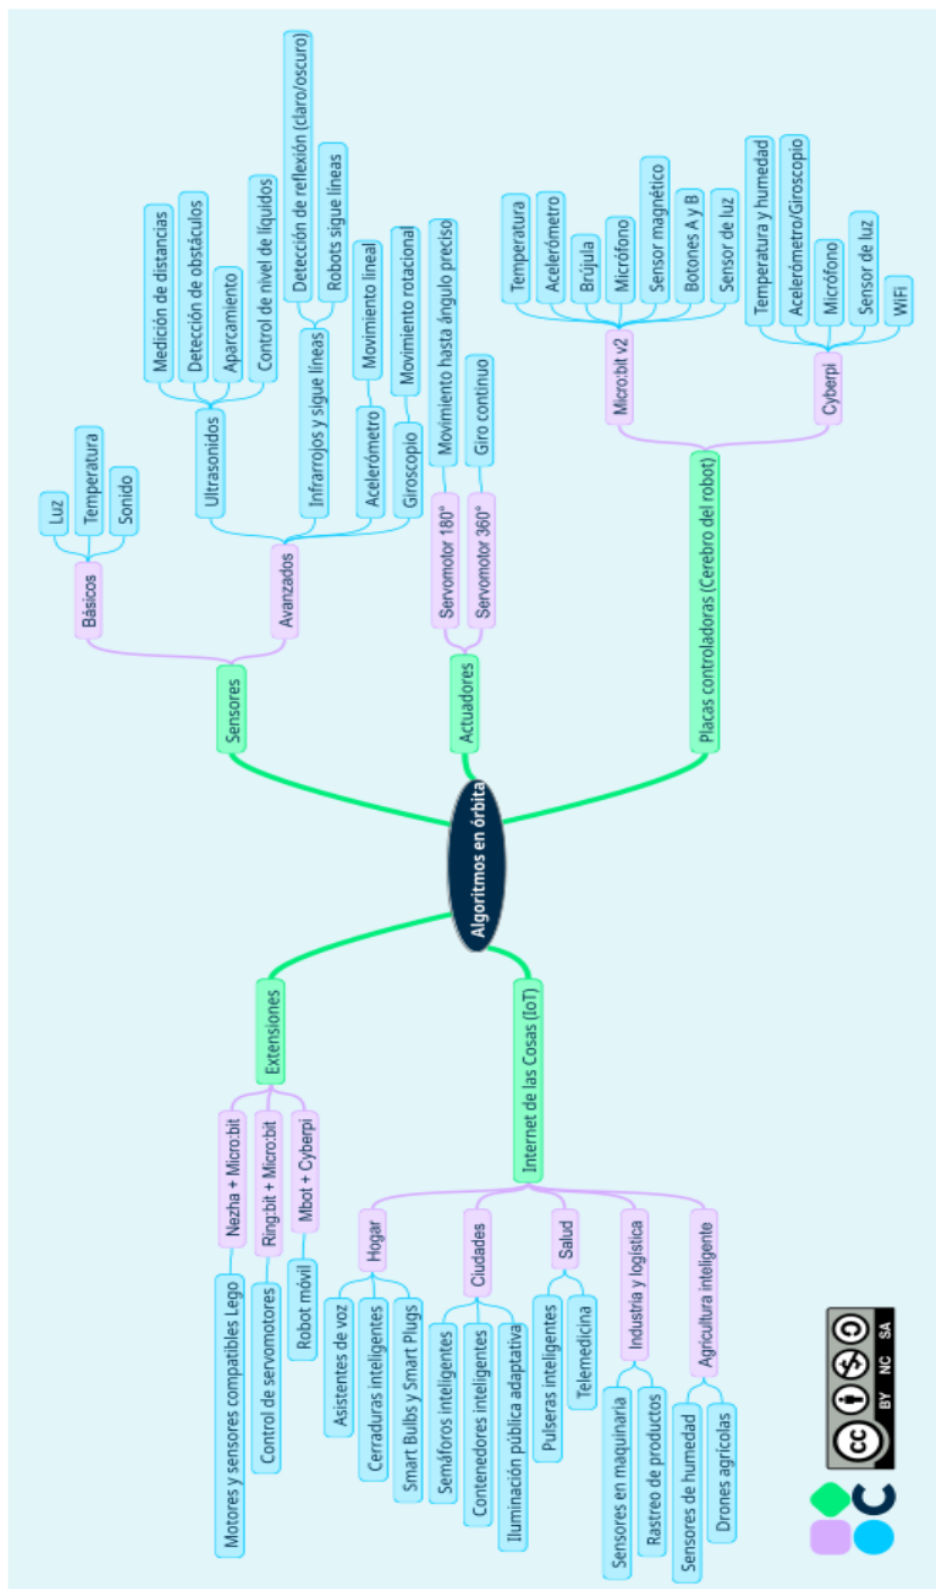 Algoritmos en órbita
Sensores
Básicos
Luz
Temperatura
Sonido
Avanzados
Ultrasonidos
Medición de distancias
Detección de obstáculos
Aparcamiento
Control de nivel de líquidos
Infrarrojos y sigue líneas
Detección de reflexión (claro/oscuro)
Robots sigue líneas
Acelerómetro
Movimiento lineal
Giroscopio
Movimiento rotacional
Actuadores
Servomotor 180°
Movimiento hasta ángulo preciso
Servomotor 360°
Giro continuo
Placas controladoras (Cerebro del robot)
Micro:bit v2
Temperatura
Acelerómetro
Brújula
Micrófono
Sensor magnético
Botones A y B
Sensor de luz
Cyberpi
Temperatura y humedad
Acelerómetro/Giroscopio
Micrófono
Sensor de luz
WiFi
Extensiones
Nezha + Micro:bit
Motores y sensores compatibles Lego
Ring:bit + Micro:bit
Control de servomotores
Mbot + Cyberpi
Robot móvil
Internet de las Cosas (IoT)
Hogar
Asistentes de voz
Cerraduras inteligentes
Smart Bulbs y Smart Plugs
Ciudades
Semáforos inteligentes
Contenedores inteligentes
Iluminación pública adaptativa
Salud
Pulseras inteligentes
Telemedicina
Industria y logística
Sensores en maquinaria
Rastreo de productos
Agricultura inteligente
Sensores de humedad
Drones agrícolas
cc
BY NC SA